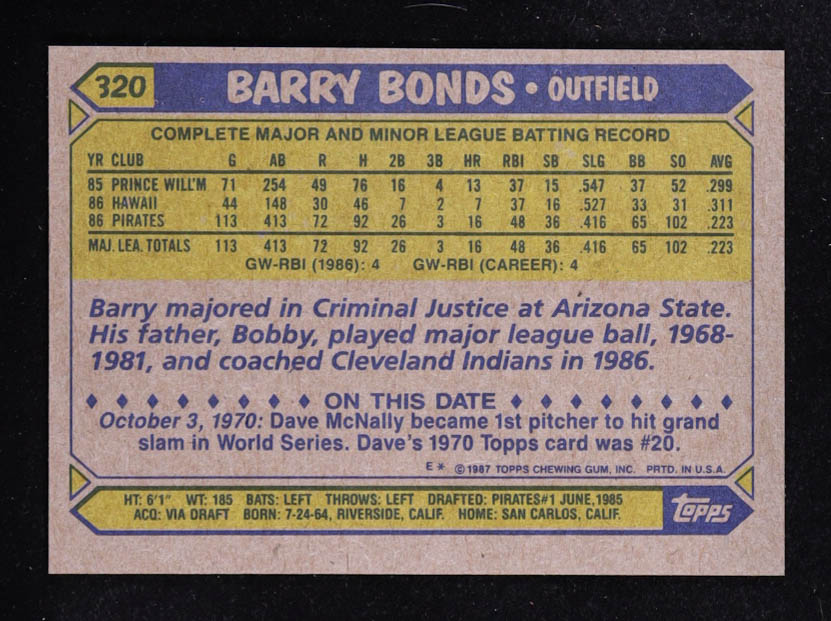 320 BARRY BONDS • OUTFIELD
COMPLETE MAJOR AND MINOR LEAGUE BATTING RECORD
YR CLUB G AB R H 2B 3B HR RBI SB SLG BB SO AVG
85 PRINCE WILL'M 71 254 49 76 16 4 13 37 15 .547 37 52 .299
86 HAWAII 44 148 30 46 7 2 7 37 16 .527 33 31 .311
86 PIRATES 113 413 72 92 26 3 16 48 36 .416 65 102 .223
MAJ. LEA. TOTALS 113 413 72 92 26 3 16 48 36 .416 65 102 .223
GW-RBI (1986): 4 GW-RBI (CAREER): 4
Barry majored in Criminal Justice at Arizona State.
His father, Bobby, played major league ball, 1968-
1981, and coached Cleveland Indians in 1986.
ON THIS DATE
October 3, 1970: Dave McNally became 1st pitcher to hit grand
slam in World Series. Dave's 1970 Topps card was #20.
E* ©1987 TOPPS CHEWING GUM, INC. PRTD. IN U.S.A.
HT: 6'1" WT: 185 BATS: LEFT THROWS: LEFT DRAFTED: PIRATES#1 JUNE,1985
ACQ: VIA DRAFT BORN: 7-24-64, RIVERSIDE, CALIF. HOME: SAN CARLOS, CALIF.
Topps